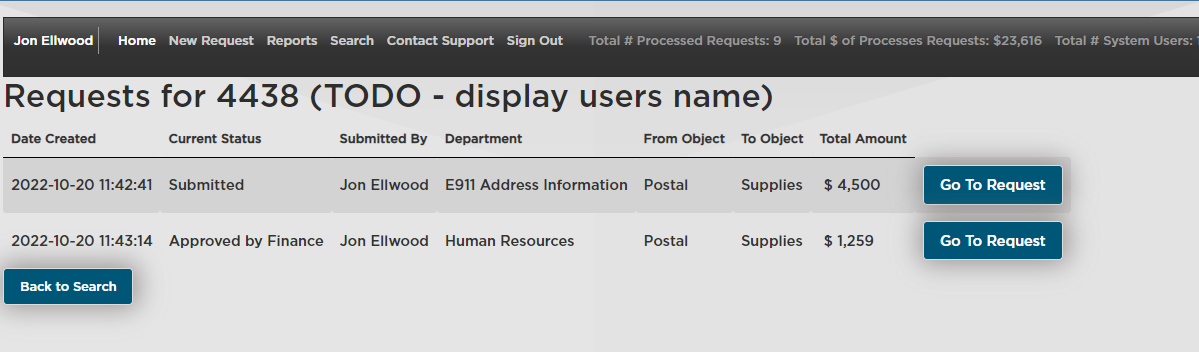 Jon Ellwood Home New Request Reports Search Contact Support Sign Out Total # Processed Requests: 9 Total $ of Processes Requests: $23,616 Total # System Users:
Requests for 4438 (TODO - display users name)
Date Created Current Status Submitted By Department From Object To Object Total Amount
2022-10-20 11:42:41 Submitted Jon Ellwood E911 Address Information Postal Supplies $ 4,500 Go To Request
2022-10-20 11:43:14 Approved by Finance Jon Ellwood Human Resources Postal Supplies $ 1,259 Go To Request
Back to Search